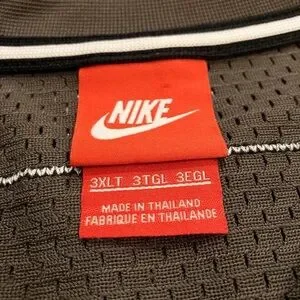 NIKE
3XLT 3TGL 3EGL
MADE IN THAILAND
FABRIQUE EN THAILANDE